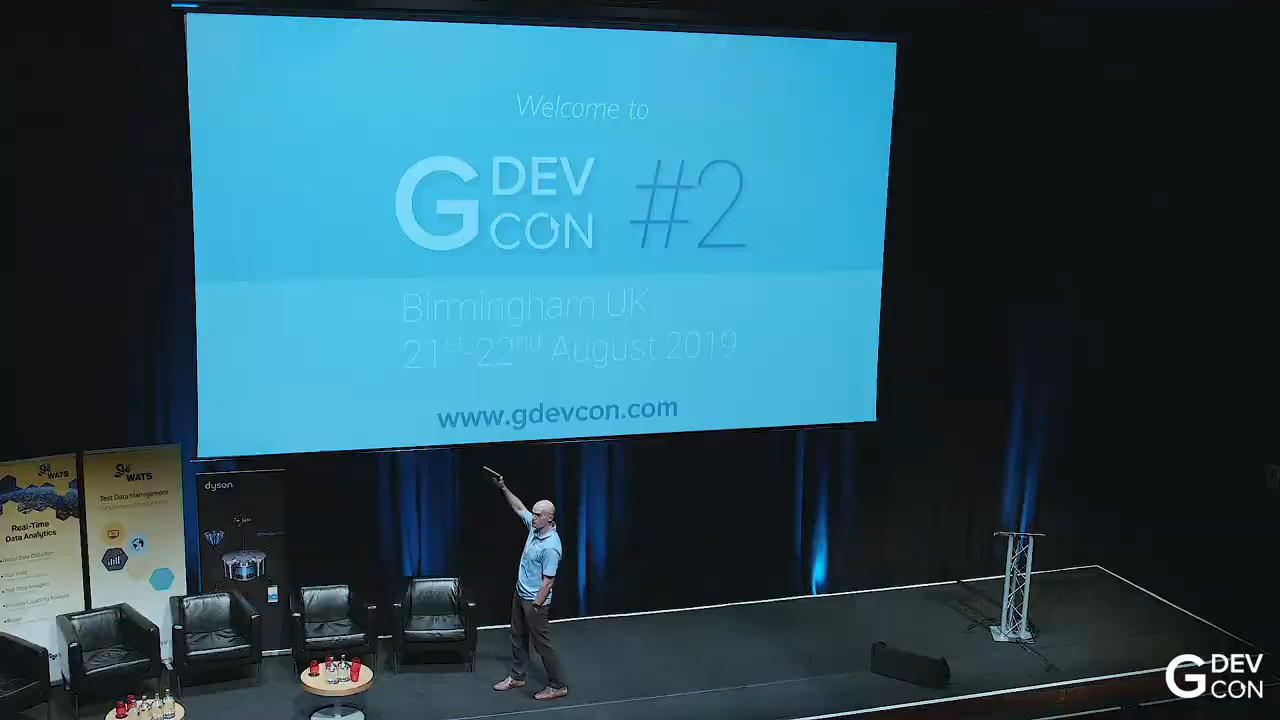 Welcome to
G DEV CON #2
Birmingham UK
21st-22nd August 2019
www.gdevcon.com
WATS
Real-Time
Data Analytics
WATS
Test Data Management
dyson
G DEV CON